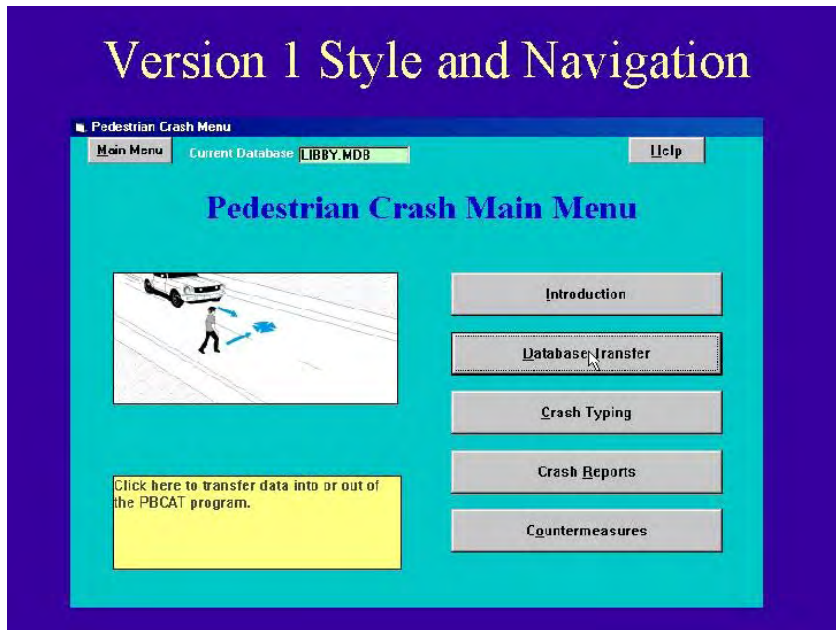 Version 1 Style and Navigation
Pedestrian Crash Menu
Main Menu
Current Database
LIBBY.MDB
Help
Pedestrian Crash Main Menu
Introduction
Database Transfer
Crash Typing
Crash Reports
Countermeasures
Click here to transfer data into or out of
the PBCAT program.